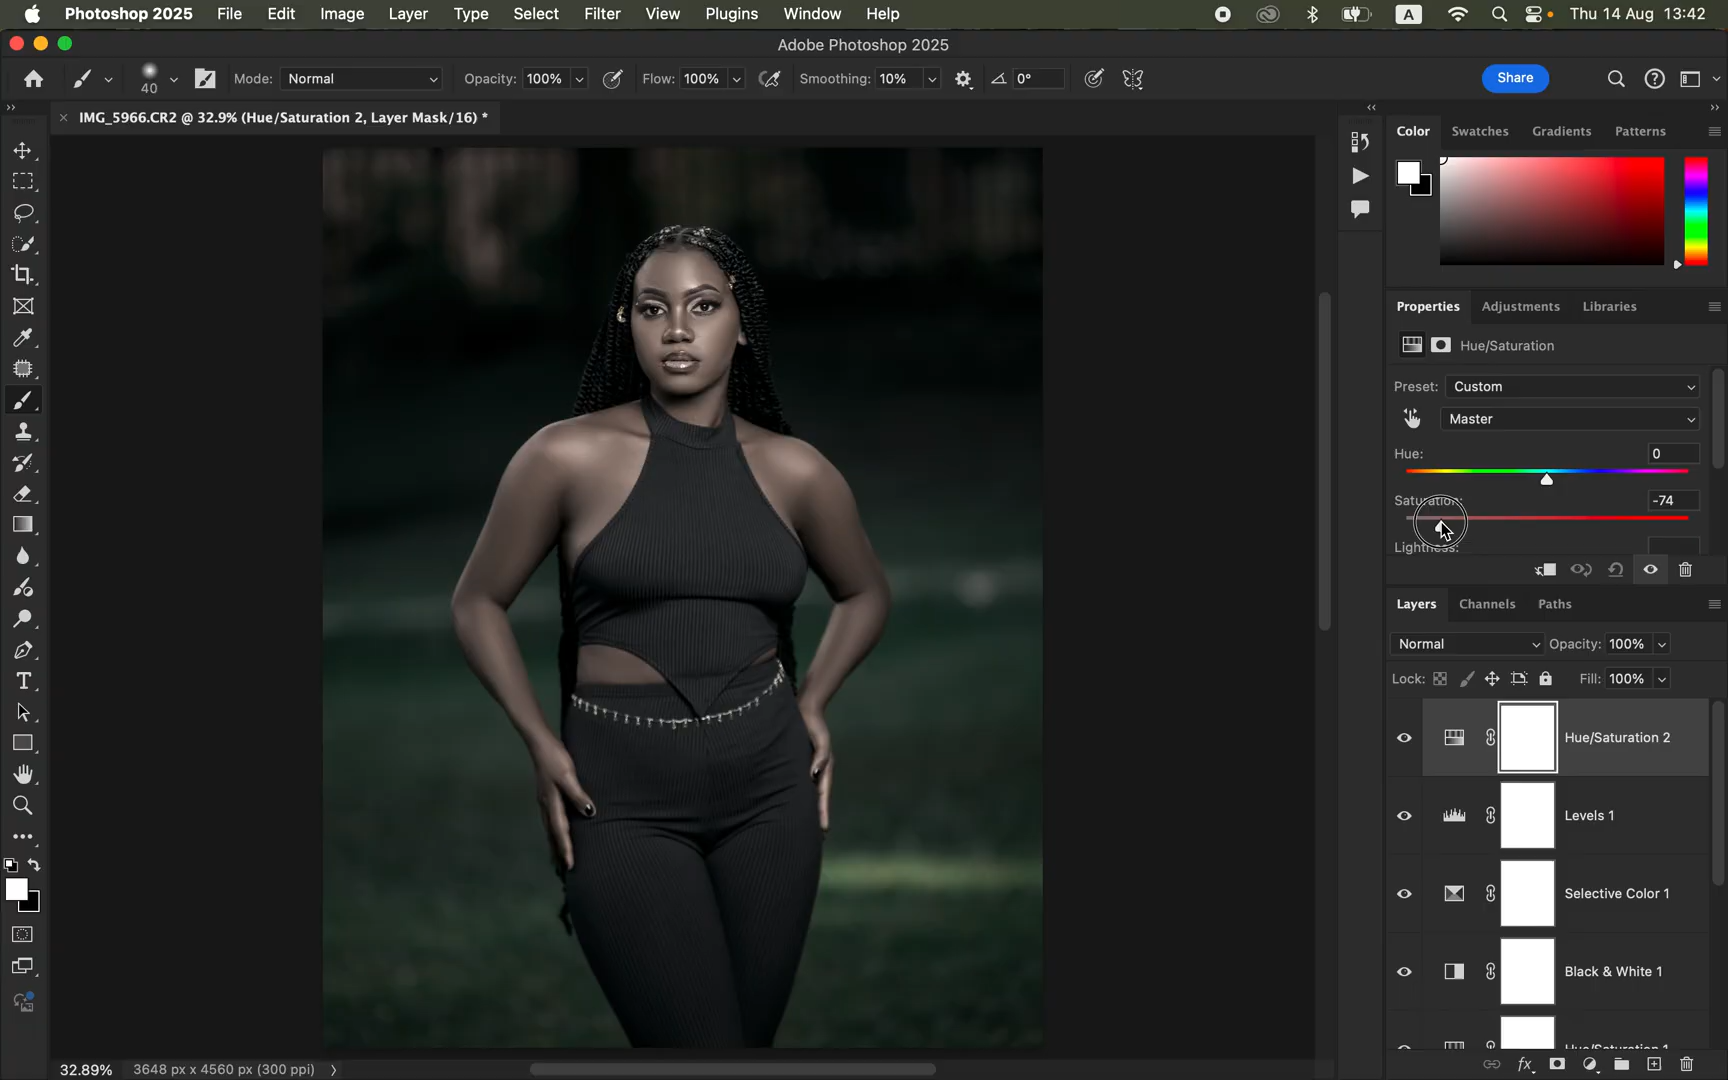 Photoshop 2025 File Edit Image Layer Type Select Filter View Plugins Window Help A Thu 14 Aug 13:42
Adobe Photoshop 2025
40 Mode: Normal Opacity: 100% Flow: 100% Smoothing: 10% 0° Share
IMG_5966.CR2 @ 32.9% (Hue/Saturation 2, Layer Mask/16) *
Color Swatches Gradients Patterns
Properties Adjustments Libraries
Hue/Saturation
Preset: Custom
Master
Hue: 0
Saturation: -74
Lightness:
Layers Channels Paths
Normal Opacity: 100%
Lock: Fill: 100%
Hue/Saturation 2
Levels 1
Selective Color 1
Black & White 1
Hue/Saturation 1
32.89% 3648 px x 4560 px (300 ppi)